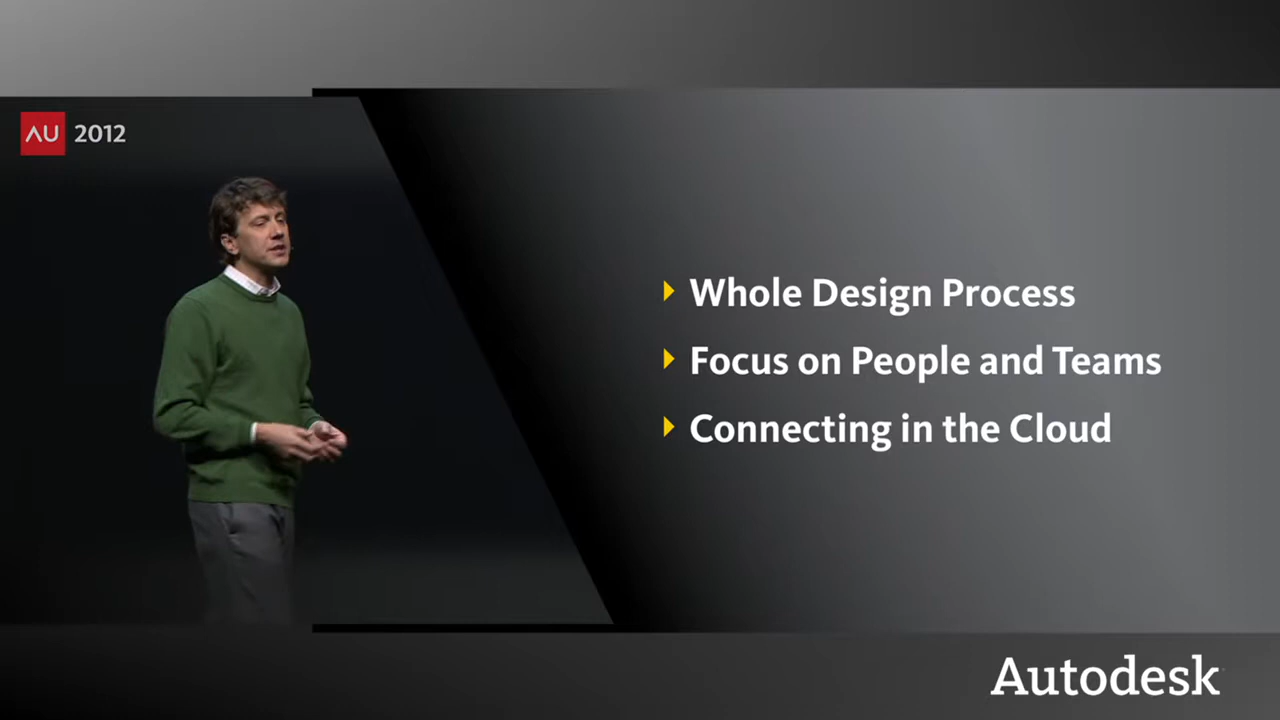 AU 2012
Whole Design Process
Focus on People and Teams
Connecting in the Cloud
Autodesk